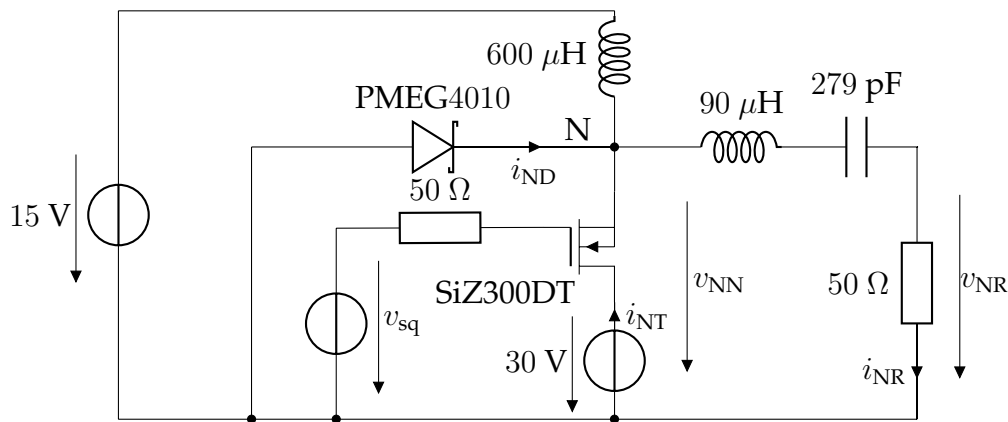 600 μH
279 pF
PMEG4010
90 μH
N
i_ND
50 Ω
15 V
SiZ300DT
v_NN
50 Ω
v_NR
v_sq
i_NT
30 V
i_NR